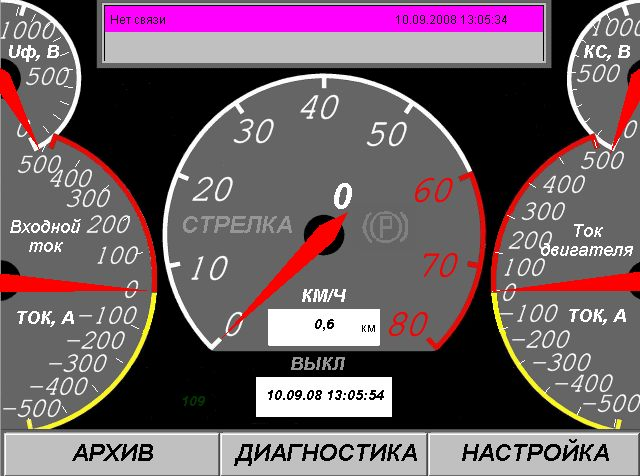 Нет связи 10.09.2008 13:05:34
1000
Uф, В
500
0
1000
КС, В
500
0
40
30
50
20
60
10
70
0
80
0
СТРЕЛКА (P)
КМ/Ч
0,6 км
ВЫКЛ
10.09.08 13:05:54
109
500
400
300
200
100
0
-100
-200
-300
-400
-500
Входной
ток
ТОК, А
500
400
300
200
100
0
-100
-200
-300
-400
-500
Ток
двигателя
ТОК, А
АРХИВ ДИАГНОСТИКА НАСТРОЙКА